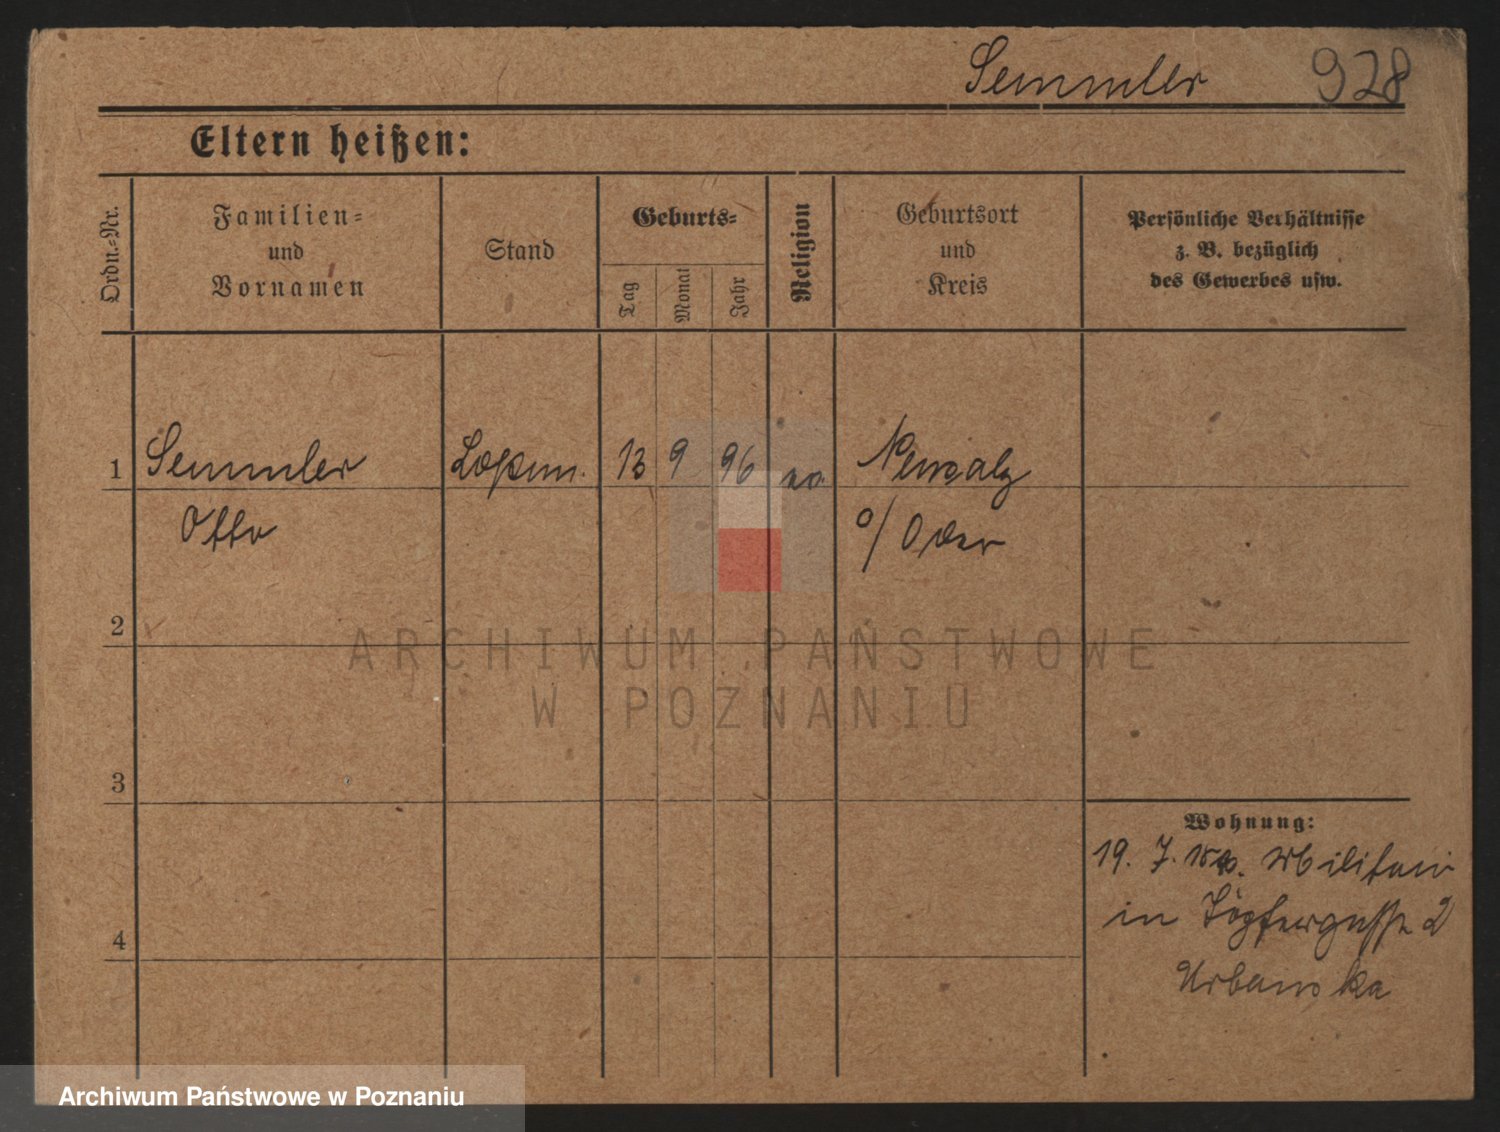 Semmler 928
Eltern heißen:
Ordn.=Nr.
Familien=
und
Vornamen
Stand
Geburts=
Tag
Monat
Jahr
Religion
Geburtsort
und
Kreis
Persönliche Verhältnisse
z. B. bezüglich
des Gewerbes usw.
1 Semmler 13 9 96 Neusalz
Otto o/Oder
2
3
4
Wohnung:
19. 7.
in Töpfergasse 2
Urbanska
ARCHIWUM PAŃSTWOWE
W POZNANIU
Archiwum Państwowe w Poznaniu